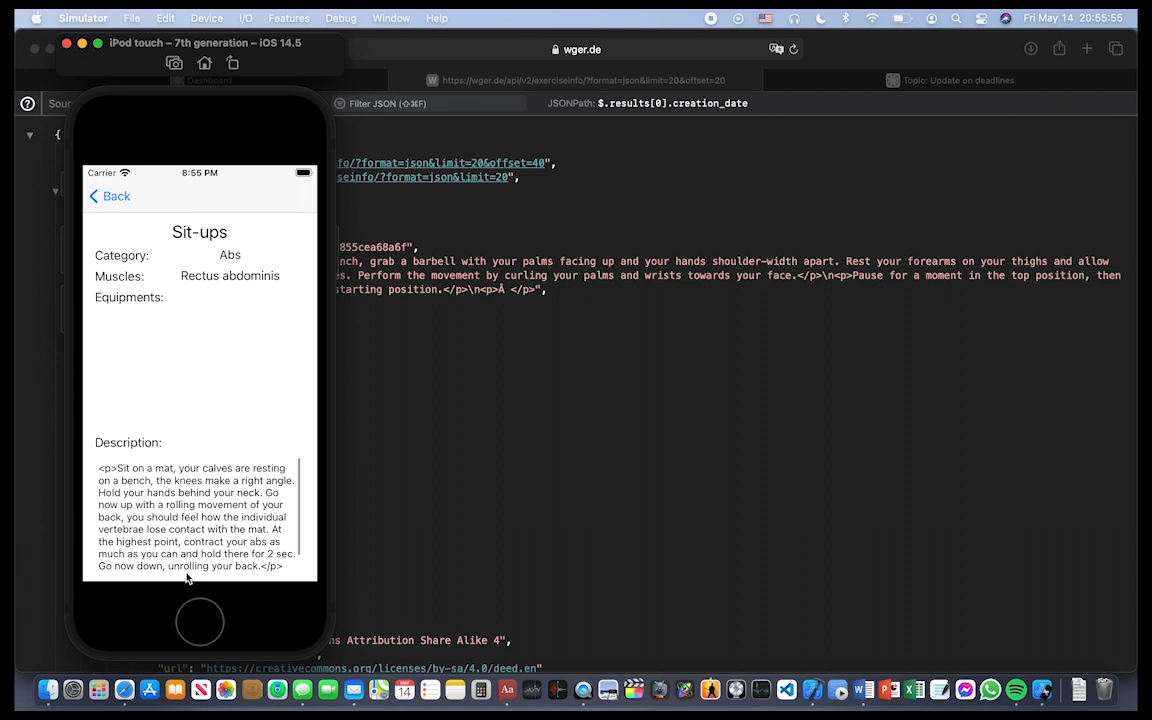 Simulator File Edit Device I/O Features Debug Window Help Fri May 14 20:55:55
iPod touch – 7th generation – iOS 14.5
wger.de
Dashboard
W https://wger.de/api/v2/exerciseinfo/?format=json&limit=20&offset=20
Topic: Update on deadlines
Filter JSON (⇧⌘F)
JSONPath: $.results[0].creation_date
{
fo/?format=json&limit=20&offset=40",
seinfo/?format=json&limit=20",
855cea68a6f",
nch, grab a barbell with your palms facing up and your hands shoulder-width apart. Rest your forearms on your thighs and allow
s. Perform the movement by curling your palms and wrists towards your face.</p>\n<p>Pause for a moment in the top position, then
starting position.</p>\n<p>Â </p>",
ns Attribution Share Alike 4",
"url": "https://creativecommons.org/licenses/by-sa/4.0/deed.en"
Carrier 8:55 PM
Back
Sit-ups
Category: Abs
Muscles: Rectus abdominis
Equipments:
Description:
<p>Sit on a mat, your calves are resting
on a bench, the knees make a right angle.
Hold your hands behind your neck. Go
now up with a rolling movement of your
back, you should feel how the individual
vertebrae lose contact with the mat. At
the highest point, contract your abs as
much as you can and hold there for 2 sec.
Go now down, unrolling your back.</p>